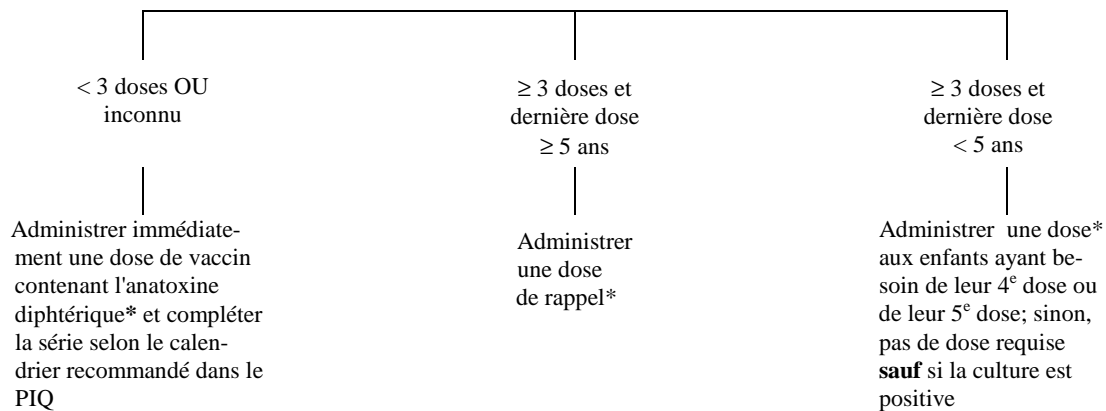 < 3 doses OU
inconnu
Administrer immédiate-
ment une dose de vaccin
contenant l'anatoxine
diphtérique* et compléter
la série selon le calen-
drier recommandé dans le
PIQ
≥ 3 doses et
dernière dose
≥ 5 ans
Administrer
une dose
de rappel*
≥ 3 doses et
dernière dose
< 5 ans
Administrer une dose*
aux enfants ayant be-
soin de leur 4e dose ou
de leur 5e dose; sinon,
pas de dose requise
sauf si la culture est
positive